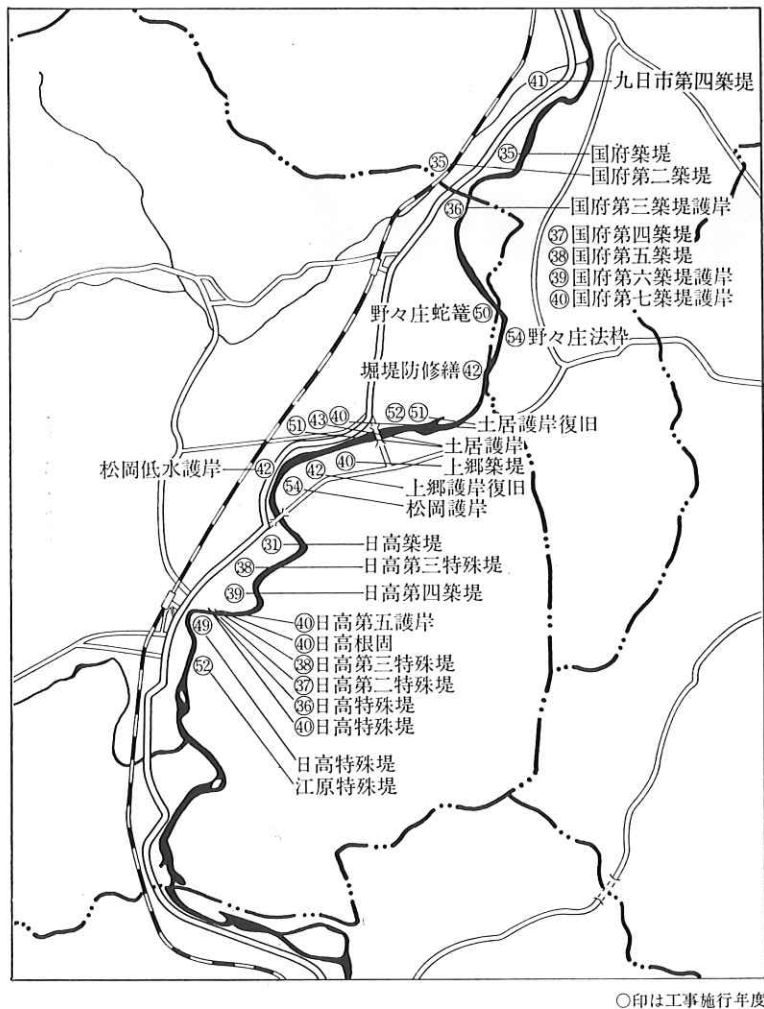 ㊶九日市第四築堤
㉟国府築堤
㉟国府第二築堤
㊱国府第三築堤護岸
㊲国府第四築堤
㊳国府第五築堤
㊴国府第六築堤護岸
㊵国府第七築堤護岸
野々庄蛇篭㊿
54野々庄法枠
堀堤防修繕㊷
51 ㊸ ㊵ 52 51
土居護岸復旧
土居護岸
松岡低水護岸㊷
㊷ ㊵上郷築堤
上郷護岸復旧
54松岡護岸
㉛日高築堤
㊳日高第三特殊堤
㊴日高第四築堤
㊵日高第五護岸
㊵日高根固
㊳日高第三特殊堤
㊲日高第二特殊堤
㊱日高特殊堤
㊵日高特殊堤
㊾日高特殊堤
52江原特殊堤
○印は工事施行年度